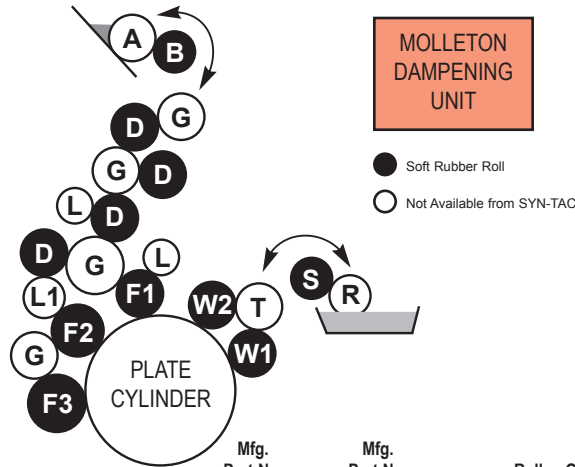 A
B
MOLLETON
DAMPENING
UNIT
D
G
G
D
Soft Rubber Roll
L
D
Not Available from SYN-TAC
D
G
L
L1
F1
S
R
W2
T
F2
G
W1
F3
PLATE
CYLINDER
Mfg.
Mfg.